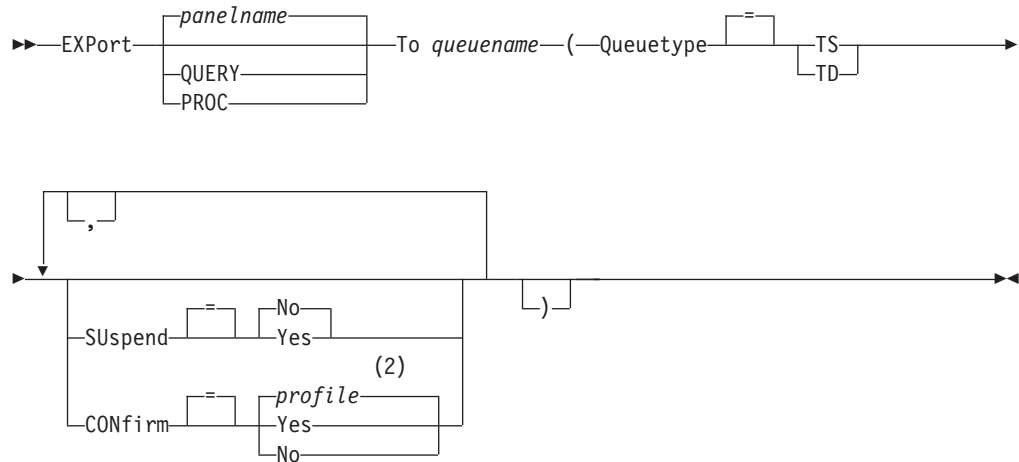 panelname =
EXPort To queuename ( Queuetype TS
QUERY TD
PROC
,
= No )
SUspend Yes
(2)
= profile
CONfirm Yes
No